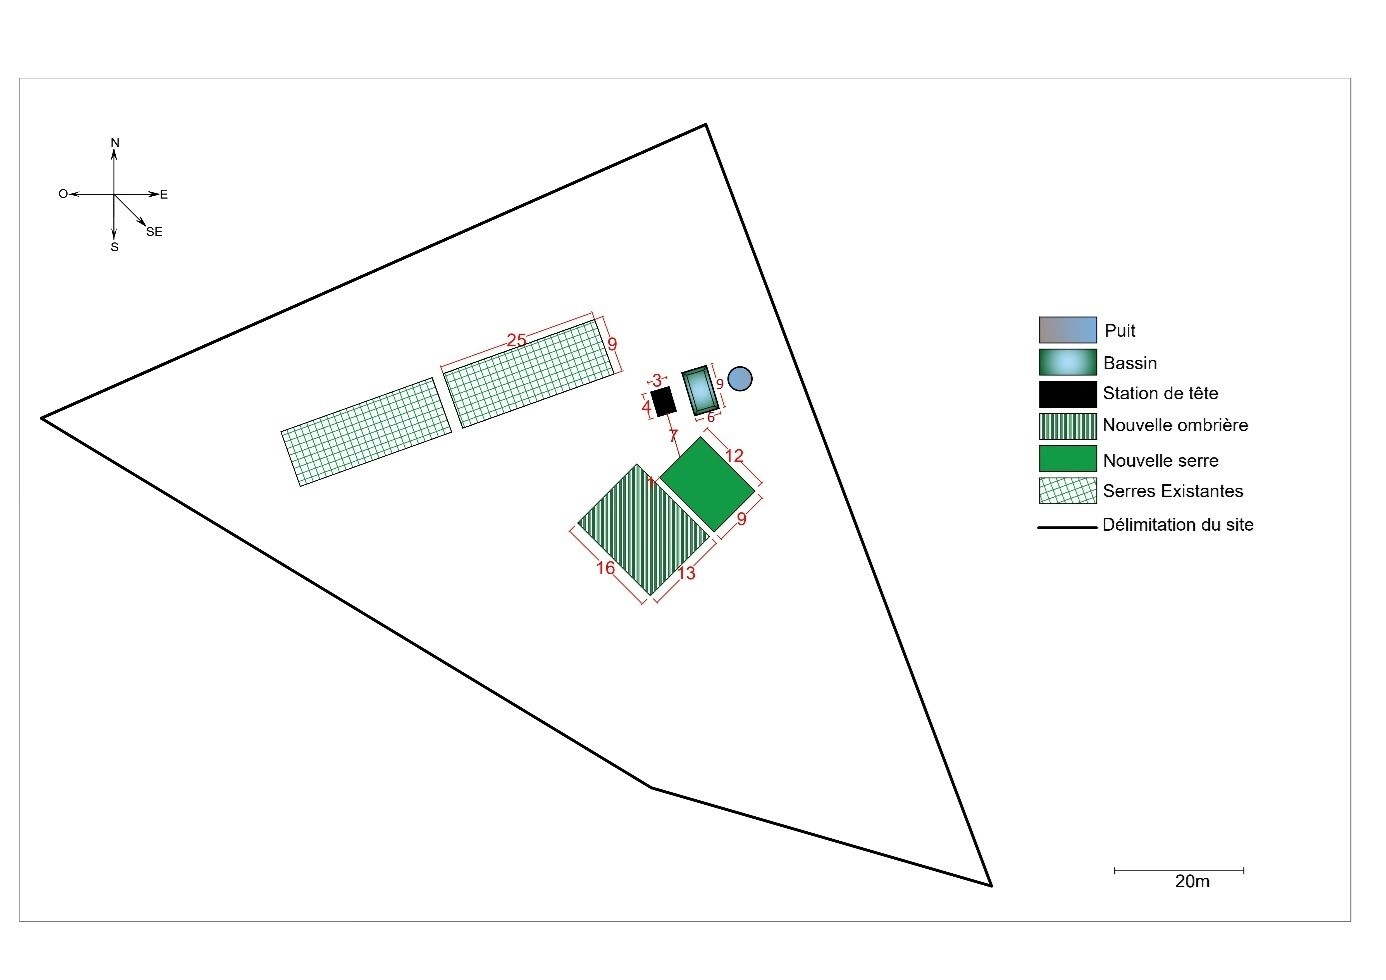 N
O
E
SE
S
25
9
3
4
9
6
7
12
1
9
16
13
Puit
Bassin
Station de tête
Nouvelle ombrière
Nouvelle serre
Serres Existantes
Délimitation du site
20m